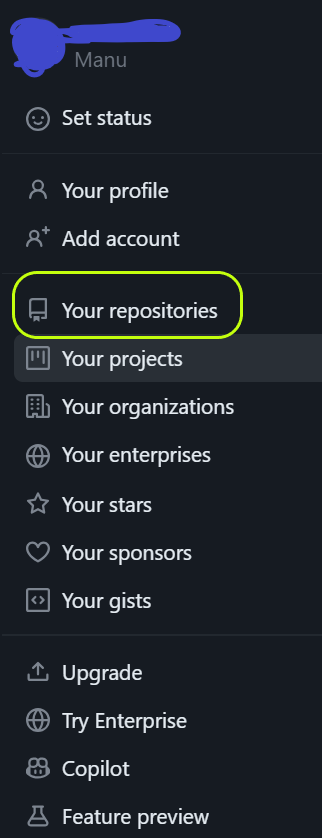 Manu
Set status
Your profile
Add account
Your repositories
Your projects
Your organizations
Your enterprises
Your stars
Your sponsors
Your gists
Upgrade
Try Enterprise
Copilot
Feature preview